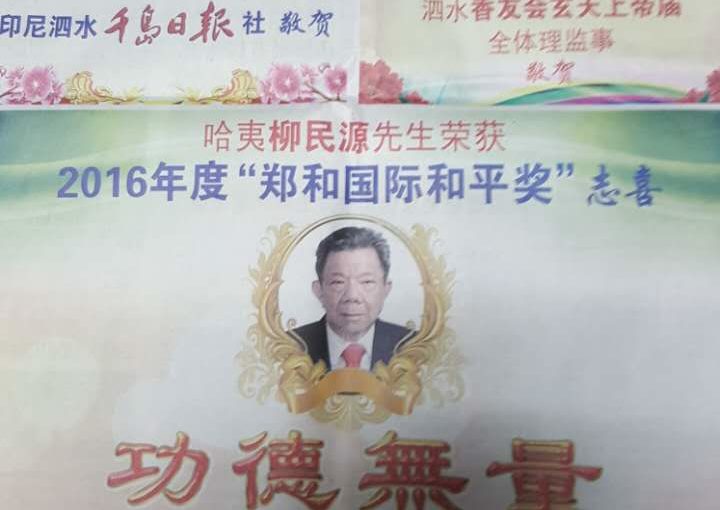 印尼泗水千島日報社 敬贺
泗水香友会玄天上帝庙
全体理监事
敬贺
哈夷柳民源先生荣获
2016年度“郑和国际和平奖”志喜
功德無量